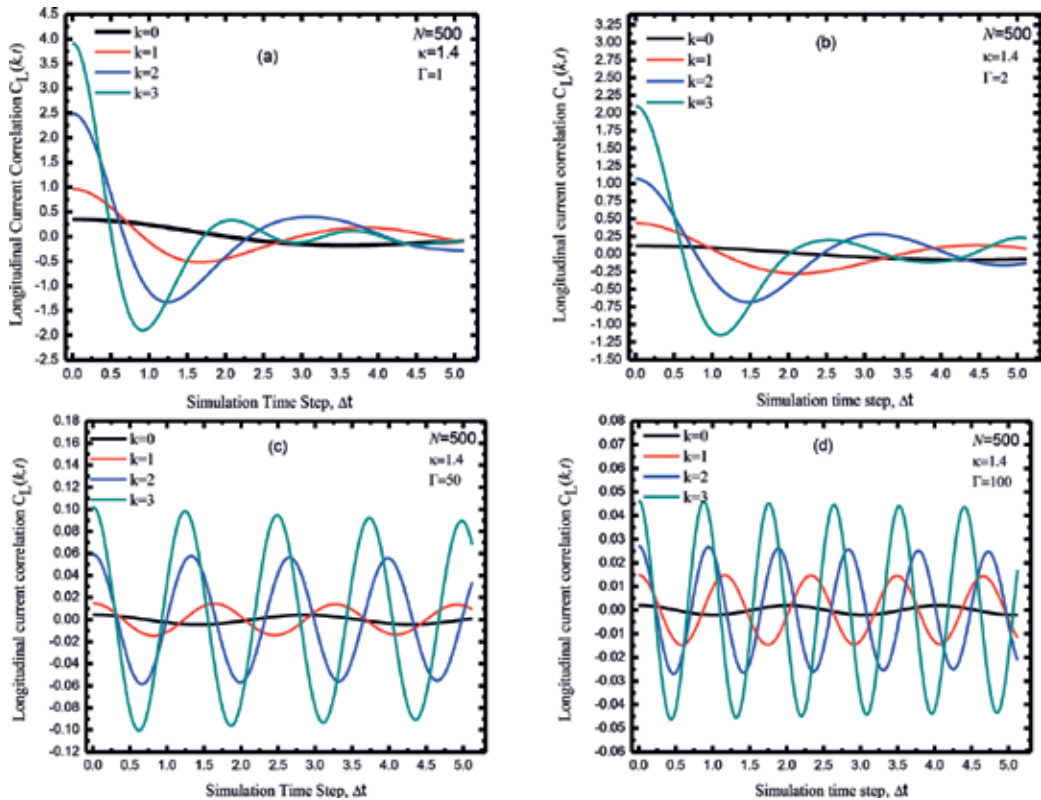 Longitudinal Current Correlation C_L(k,t)
4.5
4.0
3.5
3.0
2.5
2.0
1.5
1.0
0.5
0.0
-0.5
-1.0
-1.5
-2.0
-2.5
k=0
k=1
k=2
k=3
(a)
N=500
κ=1.4
Γ=1
0.0 0.5 1.0 1.5 2.0 2.5 3.0 3.5 4.0 4.5 5.0
Simulation Time Step, Δt
Longitudinal current correlation C_L(k,t)
3.25
3.00
2.75
2.50
2.25
2.00
1.75
1.50
1.25
1.00
0.75
0.50
0.25
0.00
-0.25
-0.50
-0.75
-1.00
-1.25
-1.50
k=0
k=1
k=2
k=3
(b)
N=500
κ=1.4
Γ=2
0.0 0.5 1.0 1.5 2.0 2.5 3.0 3.5 4.0 4.5 5.0
Simulation time step, Δt
Longitudinal current correlation C_L(k,t)
0.18
0.16
0.14
0.12
0.10
0.08
0.06
0.04
0.02
0.00
-0.02
-0.04
-0.06
-0.08
-0.10
-0.12
k=0
k=1
k=2
k=3
(c)
N=500
κ=1.4
Γ=50
0.0 0.5 1.0 1.5 2.0 2.5 3.0 3.5 4.0 4.5 5.0
Simulation Time Step, Δt
Longitudinal current correlation C_L(k,t)
0.08
0.07
0.06
0.05
0.04
0.03
0.02
0.01
0.00
-0.01
-0.02
-0.03
-0.04
-0.05
-0.06
k=0
k=1
k=2
k=3
(d)
N=500
κ=1.4
Γ=100
0.0 0.5 1.0 1.5 2.0 2.5 3.0 3.5 4.0 4.5 5.0
Simulation time step, Δt